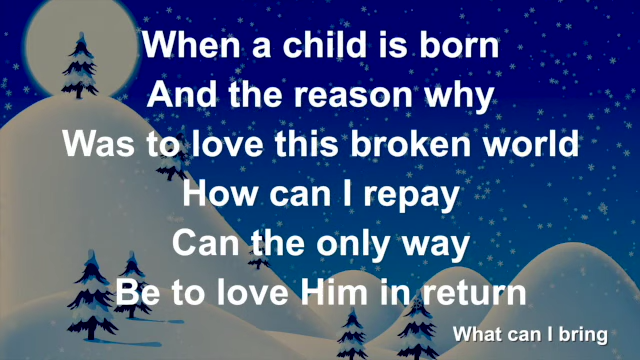 When a child is born
And the reason why
Was to love this broken world
How can I repay
Can the only way
Be to love Him in return
What can I bring